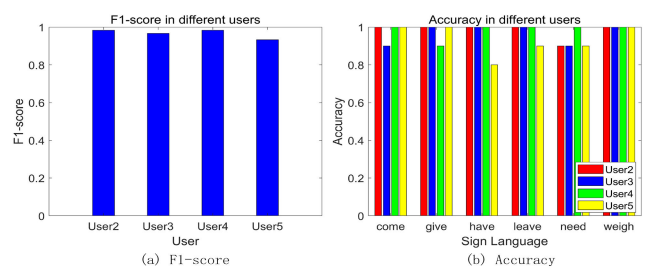 F1-score in different users
1
0.8
0.6
0.4
0.2
0
F1-score
User2 User3 User4 User5
User
(a) F1-score
Accuracy in different users
1
0.8
0.6
0.4
0.2
0
Accuracy
User2
User3
User4
User5
come give have leave need weigh
Sign Language
(b) Accuracy